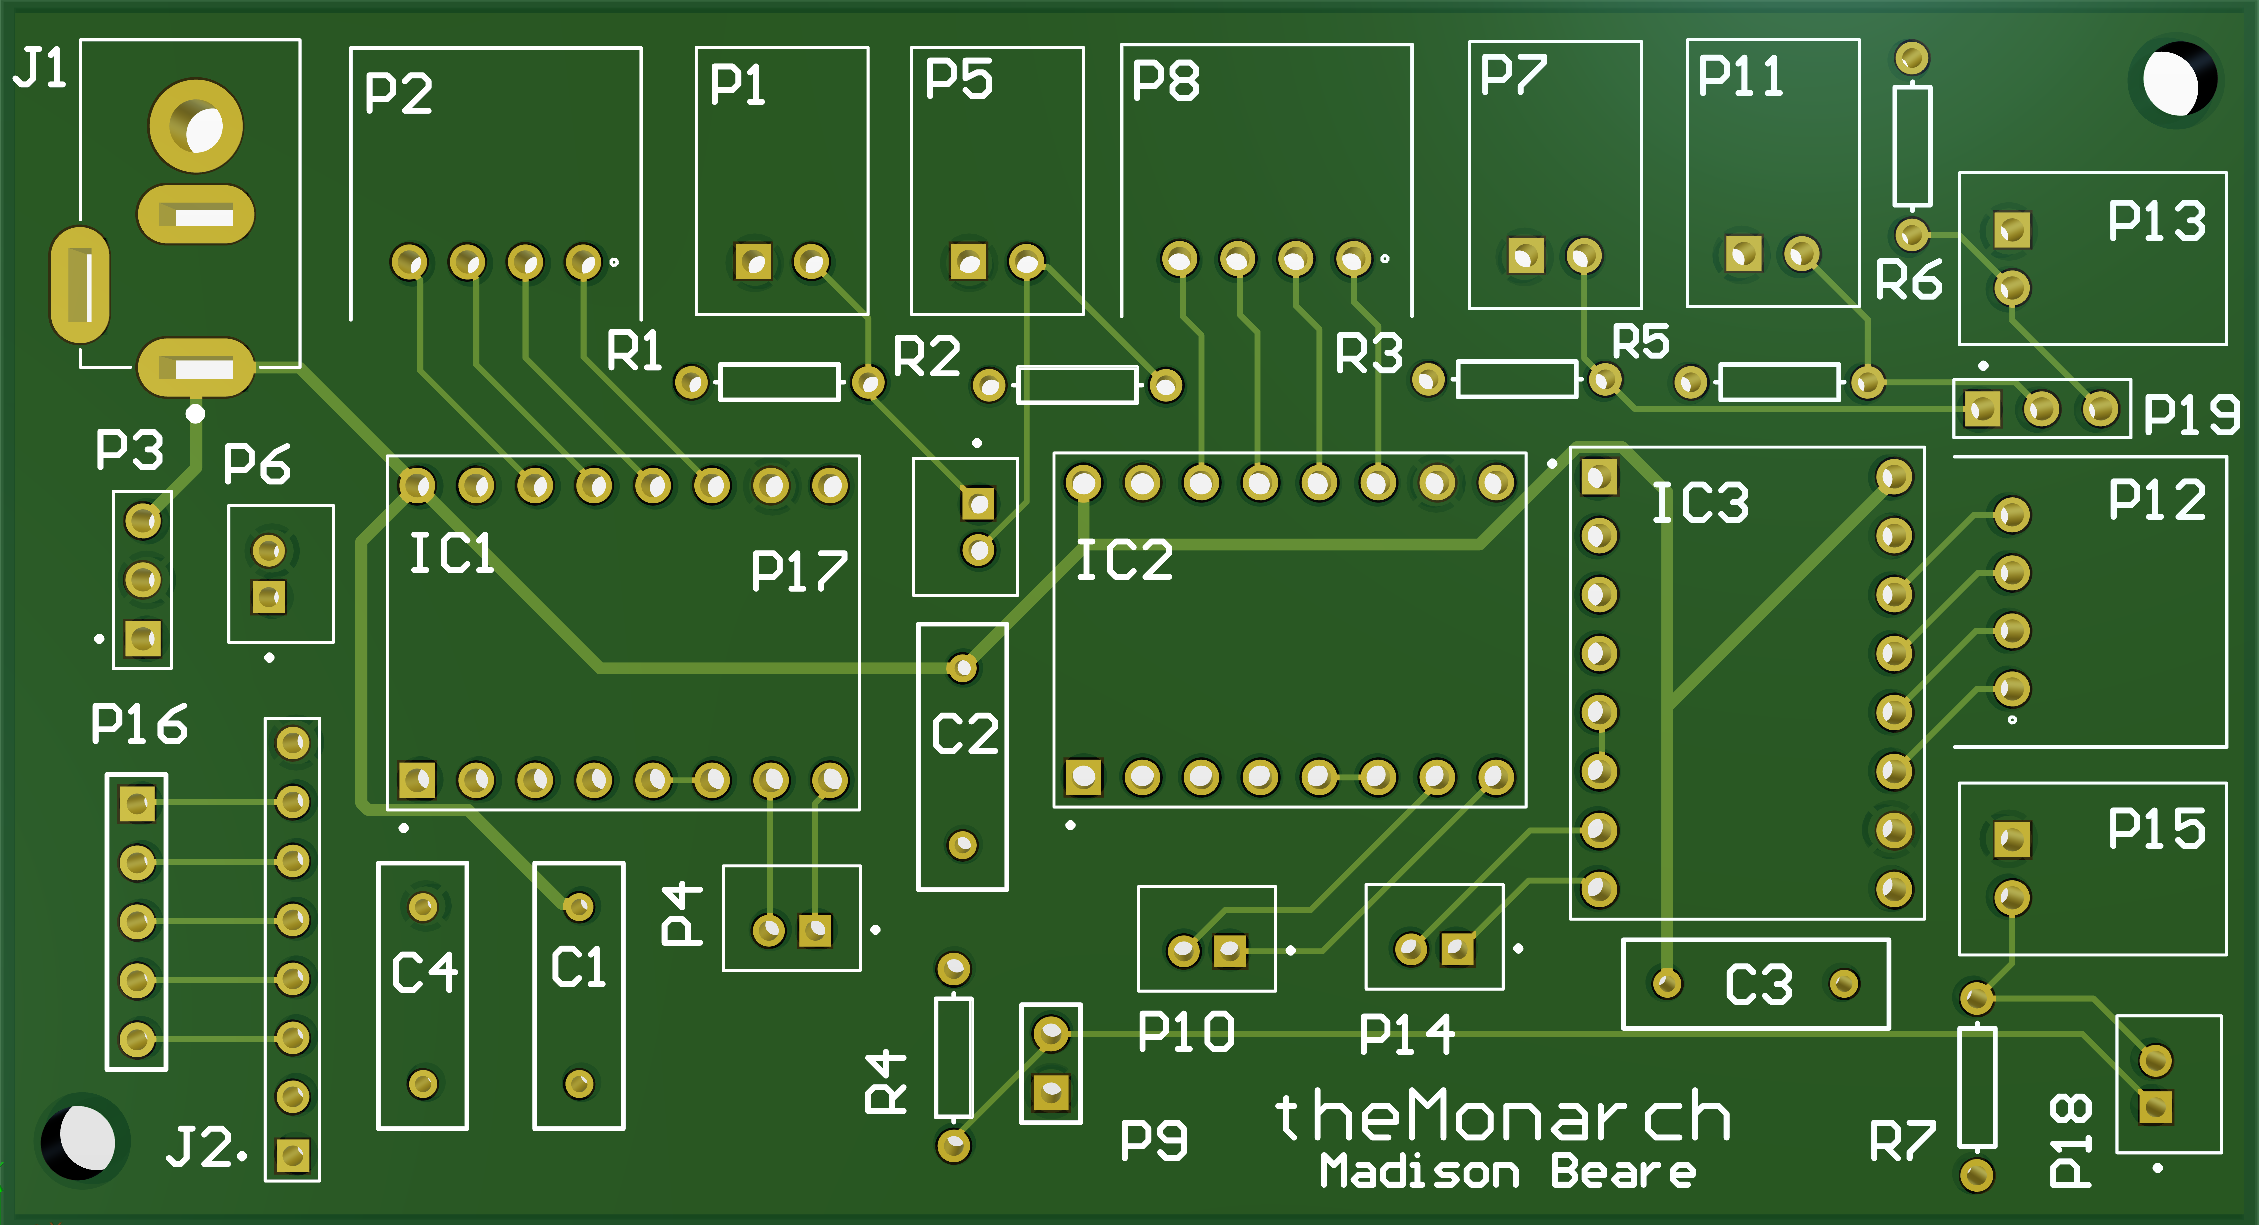 J1
P2
P1
P5
P8
P7
P11
P13
R6
R1
R2
R3
R5
P19
P3
P6
IC1
P17
IC2
IC3
P12
P16
C2
P15
P4
C4
C1
C3
R4
P10
P14
J2
P9
theMonarch
Madison Beare
R7
P18